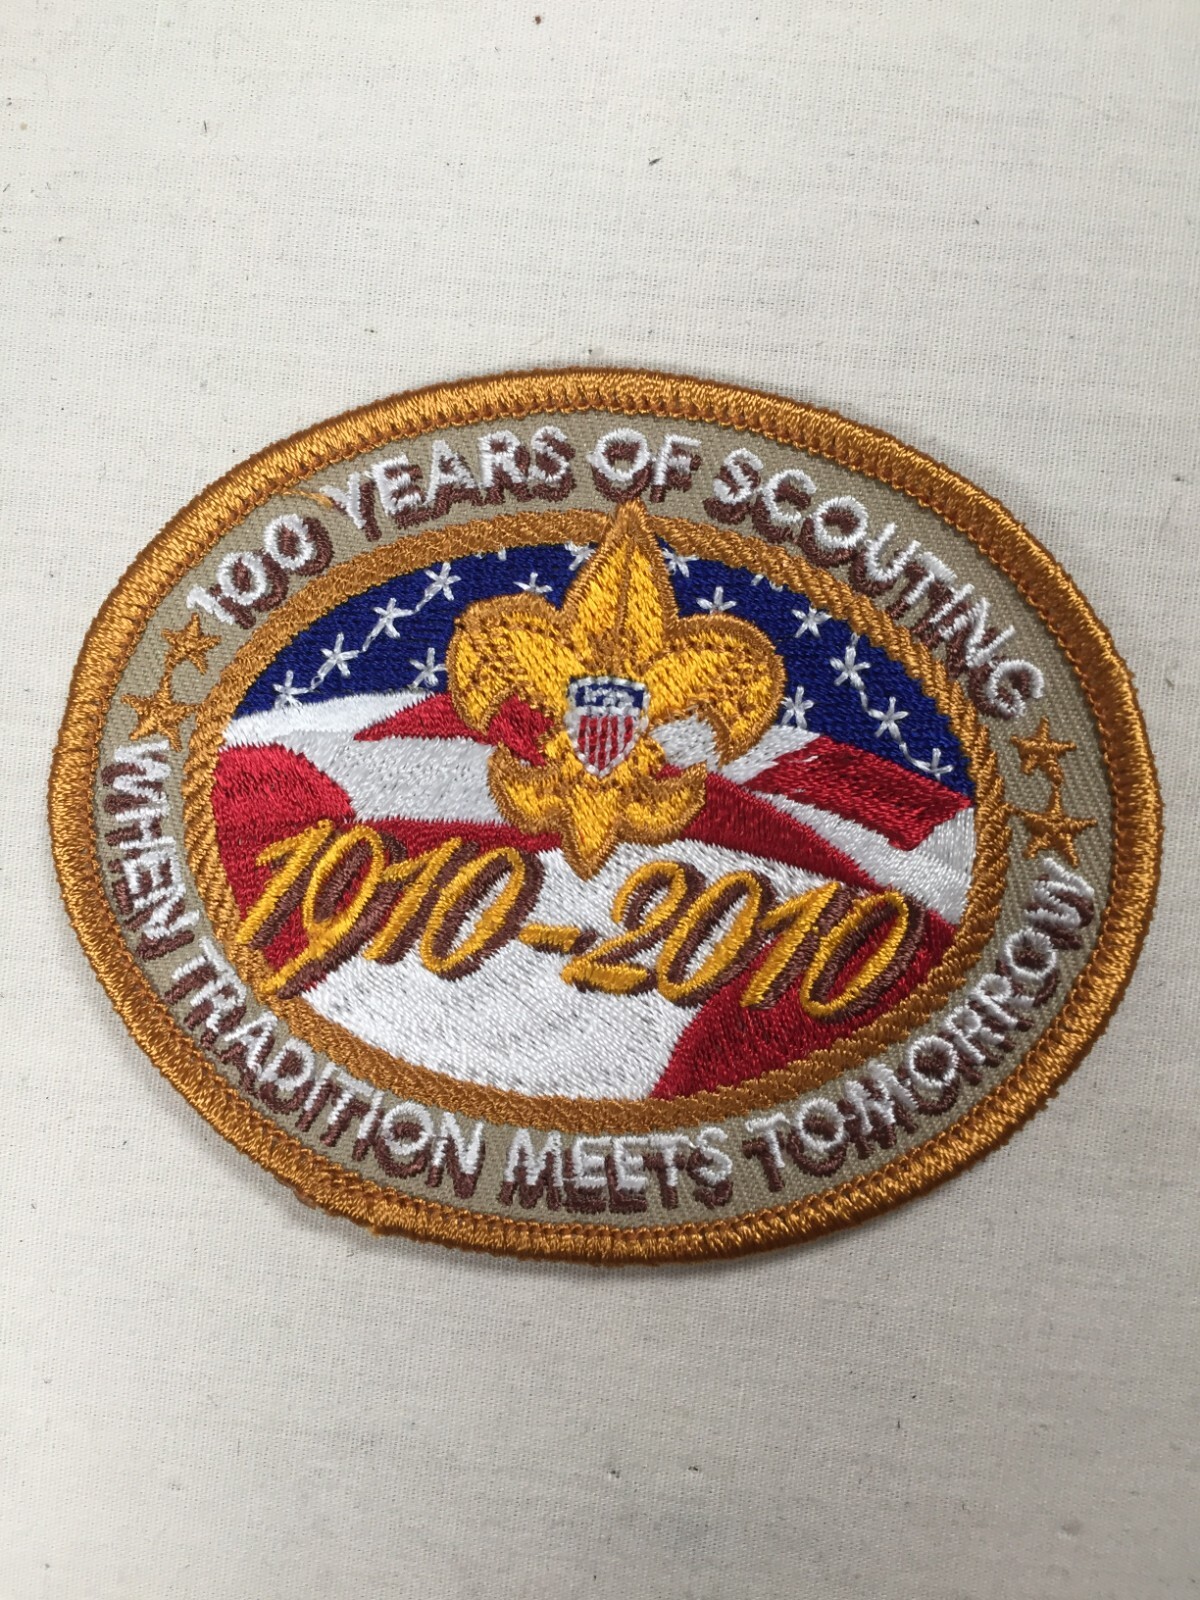 100 YEARS OF SCOUTING
1910-2010
WHEN TRADITION MEETS TOMORROW